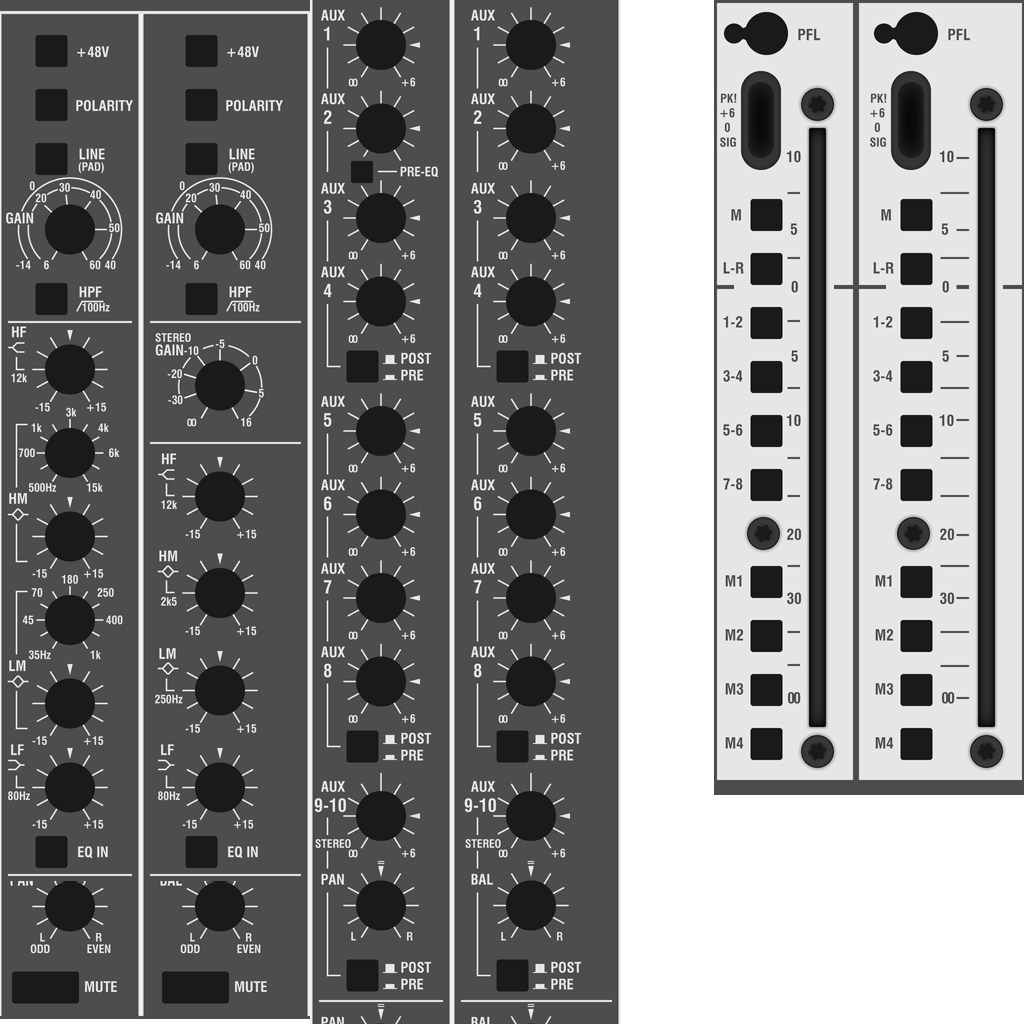 +48V
POLARITY
LINE
(PAD)
0
20
30
40
50
GAIN
-14
6
60
40
HPF
/100Hz
HF
12k
-15
+15
3k
1k
4k
700
6k
500Hz
15k
HM
-15
+15
180
70
250
45
400
35Hz
1k
LM
-15
+15
LF
80Hz
-15
+15
EQ IN
PAN
L
ODD
R
EVEN
MUTE
+48V
POLARITY
LINE
(PAD)
0
20
30
40
50
GAIN
-14
6
60
40
HPF
/100Hz
STEREO
GAIN
-10
-5
0
-20
5
-30
∞
16
HF
12k
-15
+15
HM
2k5
-15
+15
LM
250Hz
-15
+15
LF
80Hz
-15
+15
EQ IN
BAL
L
ODD
R
EVEN
MUTE
AUX
1
∞
+6
AUX
2
PRE-EQ
AUX
3
∞
+6
AUX
4
∞
+6
POST
PRE
AUX
5
∞
+6
AUX
6
∞
+6
AUX
7
∞
+6
AUX
8
∞
+6
POST
PRE
AUX
9-10
STEREO
∞
+6
PAN
L
R
POST
PRE
PAN
AUX
1
∞
+6
AUX
2
∞
+6
AUX
3
∞
+6
AUX
4
∞
+6
POST
PRE
AUX
5
∞
+6
AUX
6
∞
+6
AUX
7
∞
+6
AUX
8
∞
+6
POST
PRE
AUX
9-10
STEREO
∞
+6
BAL
L
R
POST
PRE
BAL
PFL
PK!
+6
0
SIG
10
M
5
L-R
0
1-2
5
3-4
10
5-6
7-8
20
M1
30
M2
M3
∞
M4
PFL
PK!
+6
0
SIG
10
M
5
L-R
0
1-2
5
3-4
10
5-6
7-8
20
M1
30
M2
M3
∞
M4